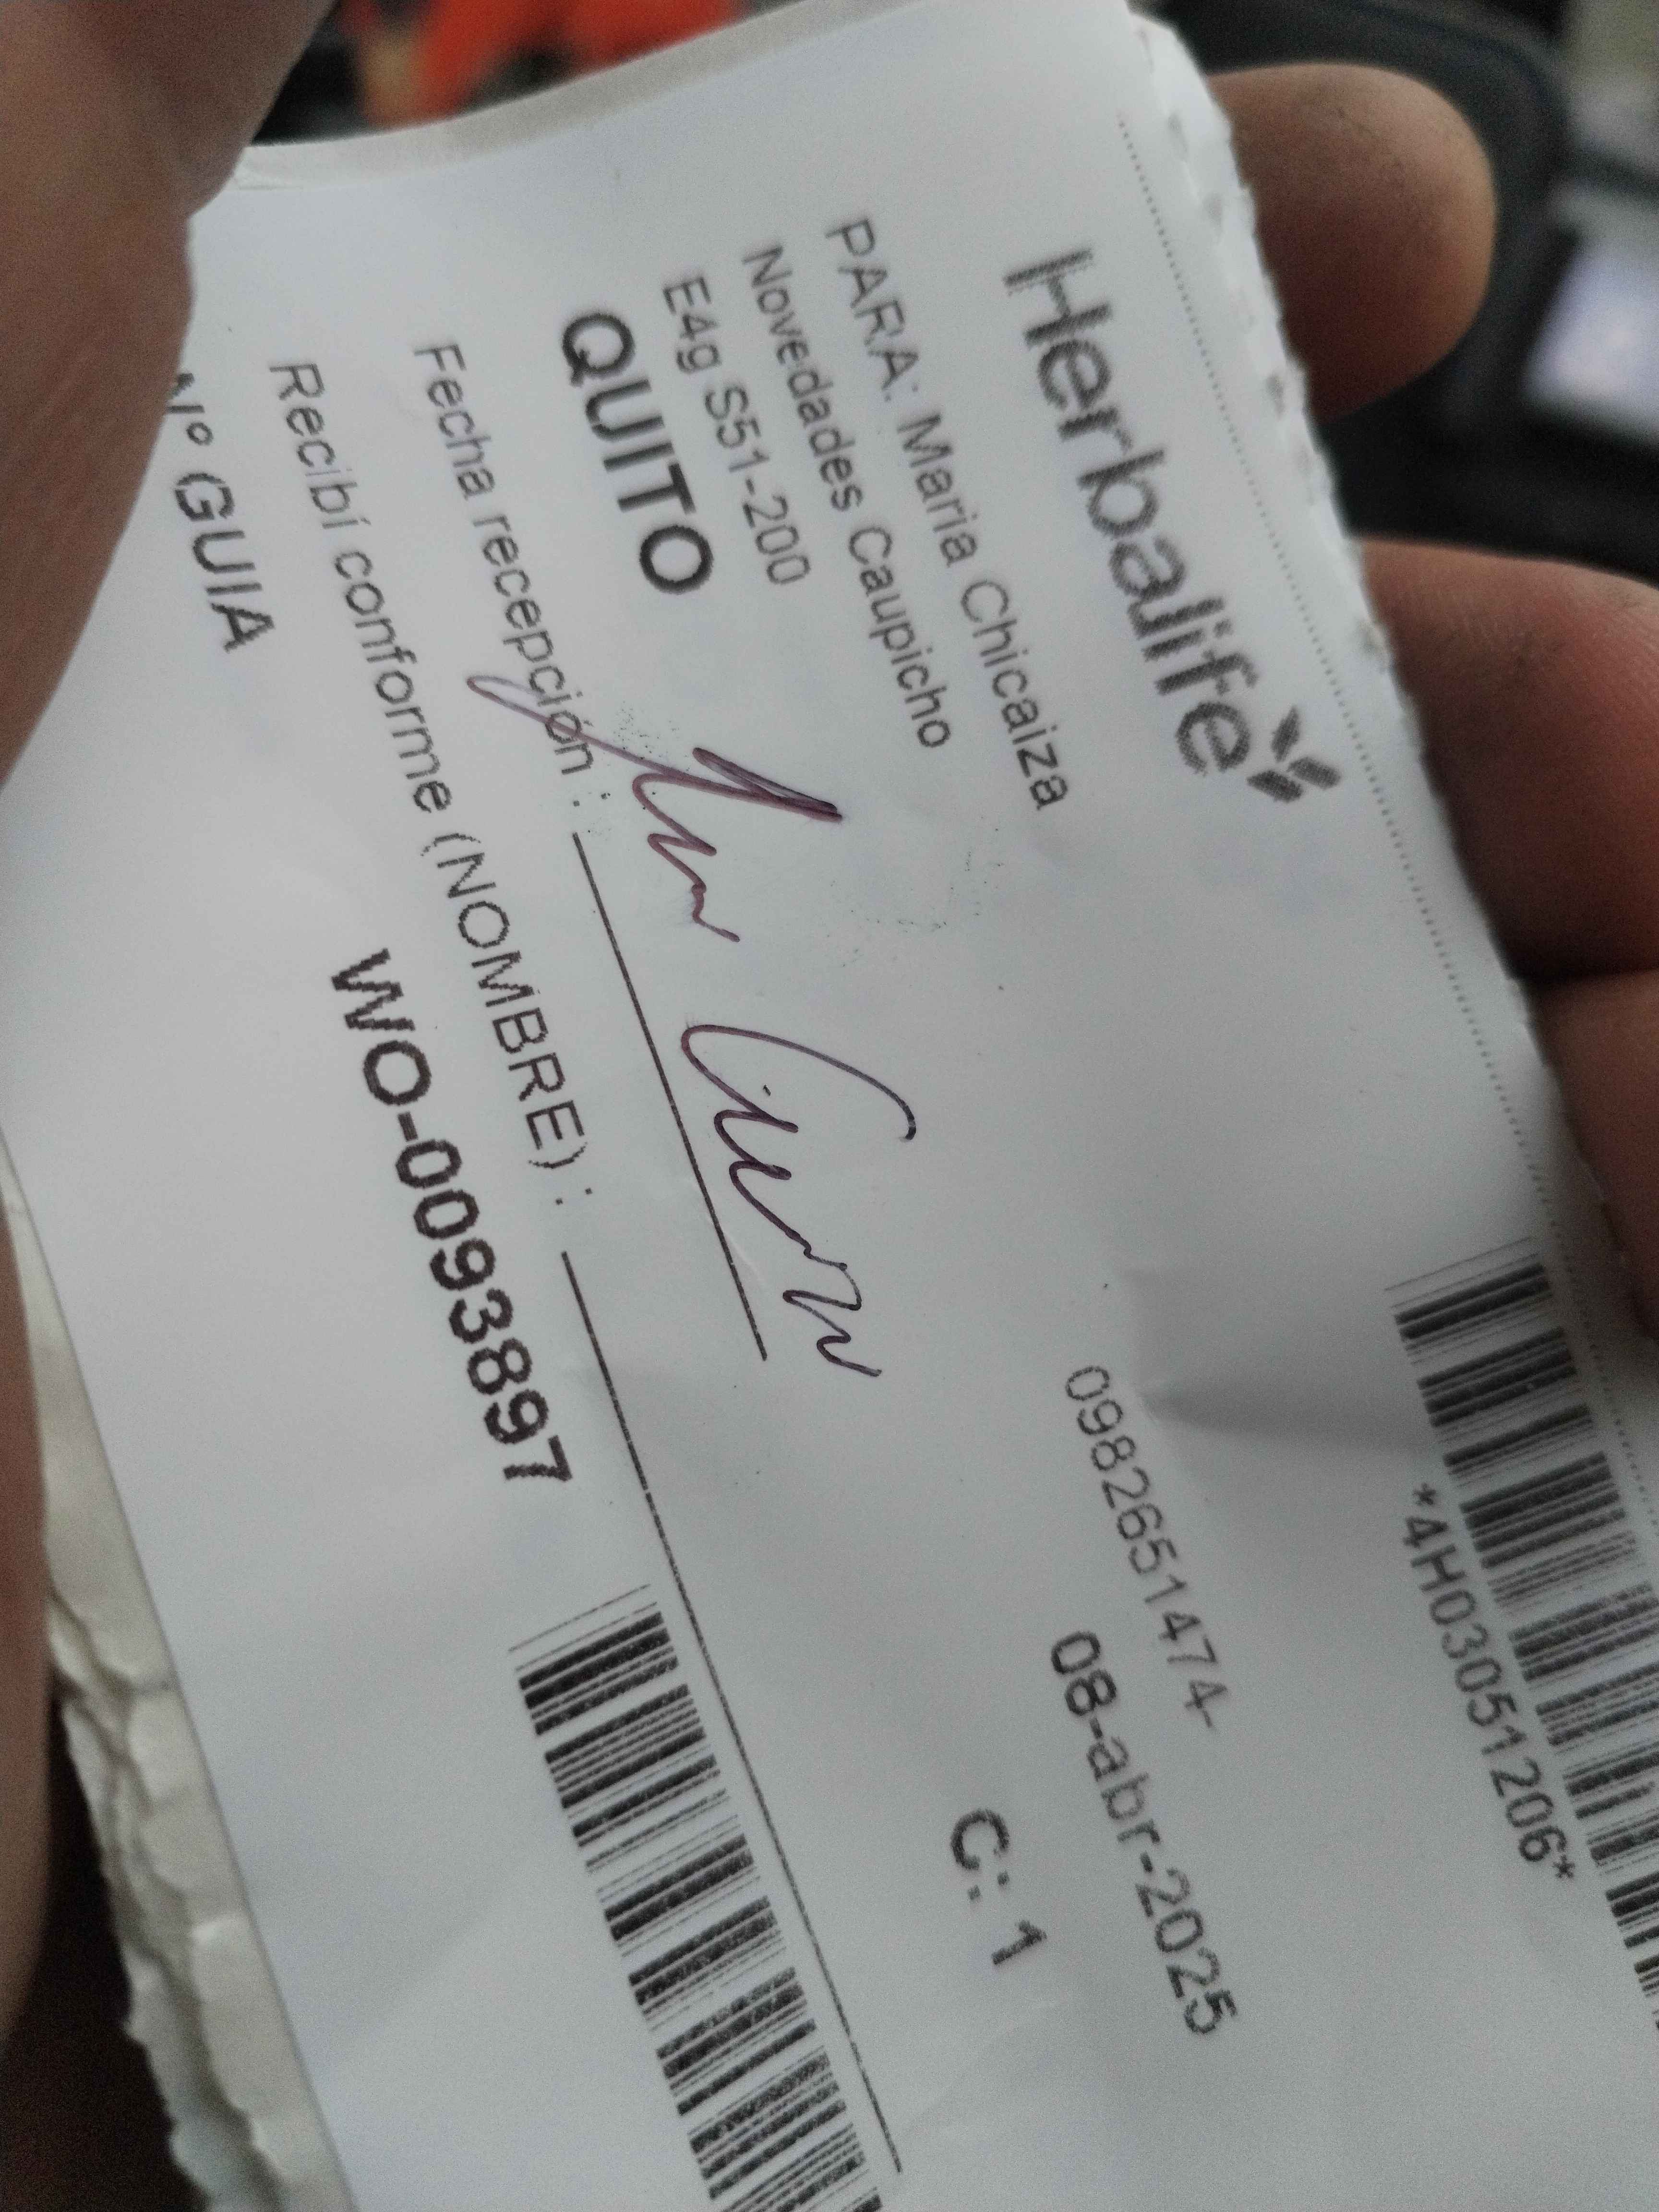 Herbalife
*4H03051206*
PARA: Maria Chicaiza
0982651474-
Novedades Caupicho
08-abr-2025
E4g S51-200
QUITO
C: 1
Fecha recepción :
Recibí conforme (NOMBRE) :
Nº GUIA
WO-0093897